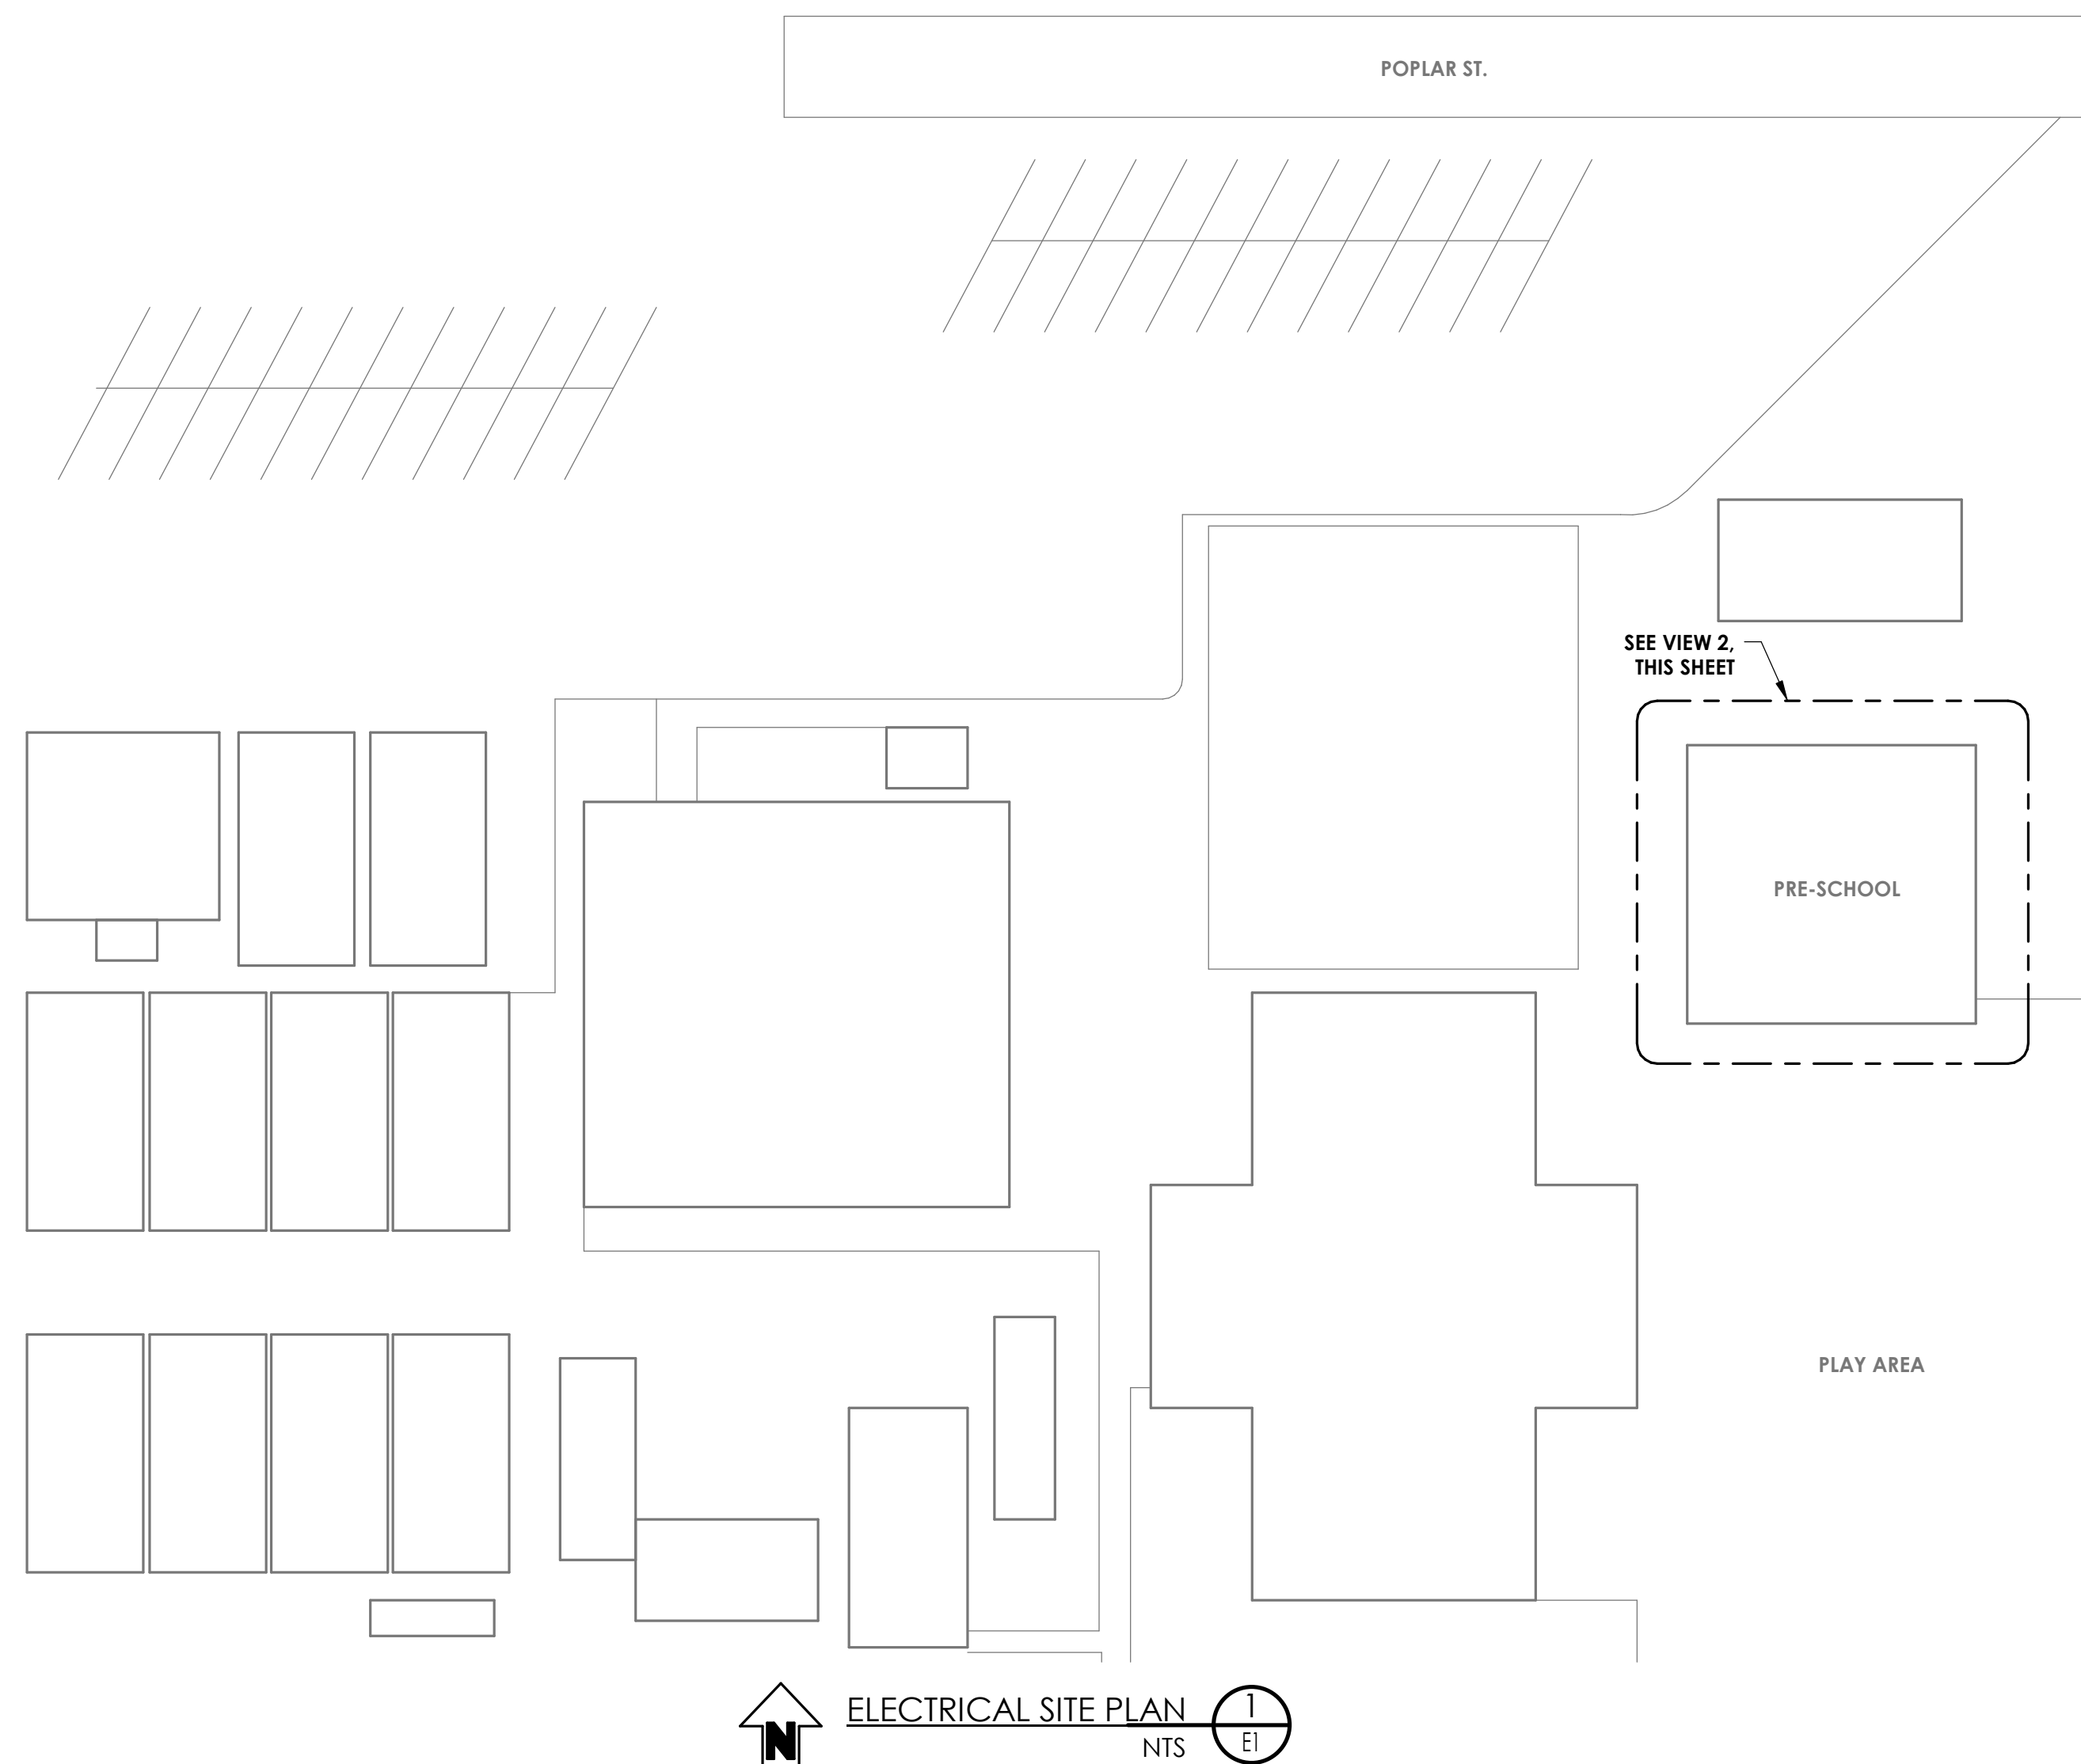 POPLAR ST.
SEE VIEW 2,
THIS SHEET
PRE-SCHOOL
PLAY AREA
N
ELECTRICAL SITE PLAN
NTS
1
E1